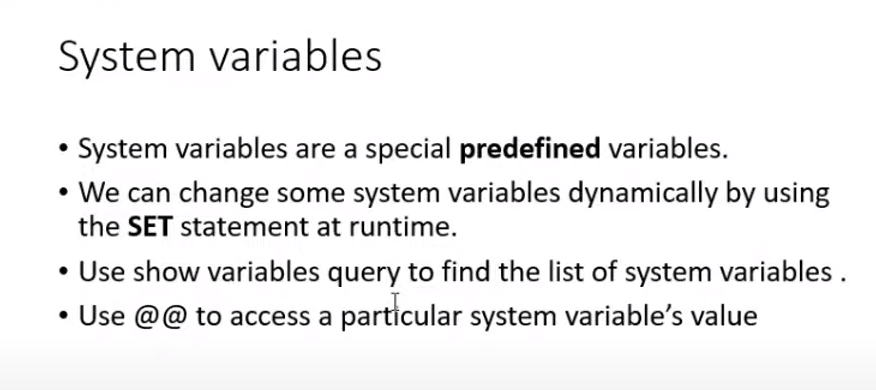 System variables
• System variables are a special predefined variables.
• We can change some system variables dynamically by using
the SET statement at runtime.
• Use show variables query to find the list of system variables .
• Use @@ to access a particular system variable’s value